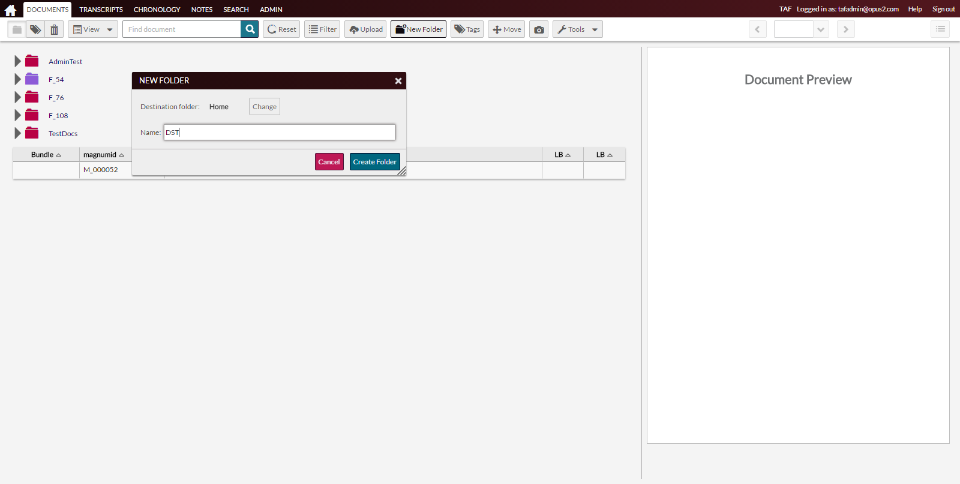 DOCUMENTS TRANSCRIPTS CHRONOLOGY NOTES SEARCH ADMIN TAF Logged in as: tafadmin@opus2.com Help Sign out
View Find document Reset Filter Upload New Folder Tags Move Tools
AdminTest
F_54
F_76
F_108
TestDocs
NEW FOLDER
Destination folder: Home Change
Name: DST
Cancel Create Folder
Bundle magnumid LB LB
M_000052
Document Preview